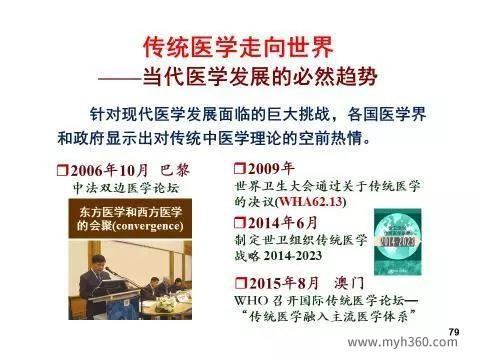 传统医学走向世界
——当代医学发展的必然趋势
针对现代医学发展面临的巨大挑战，各国医学界
和政府显示出对传统中医学理论的空前热情。
❒2006年10月 巴黎
中法双边医学论坛
东方医学和西方医学
的会聚(convergence)
❒2009年
世界卫生大会通过关于传统医学
的决议(WHA62.13)
❒2014年6月
制定世卫组织传统医学
战略 2014-2023
2014-2023
❒2015年8月 澳门
WHO 召开国际传统医学论坛—
“传统医学融入主流医学体系”
79
www.myh360.com